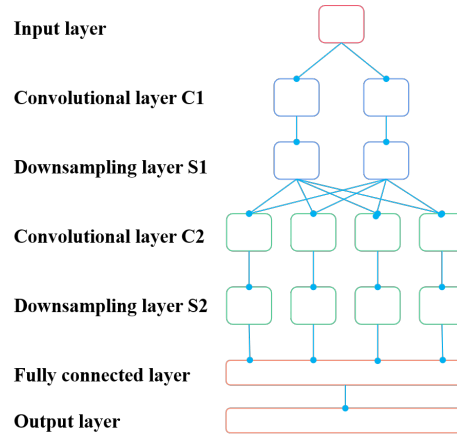 Input layer
Convolutional layer C1
Downsampling layer S1
Convolutional layer C2
Downsampling layer S2
Fully connected layer
Output layer